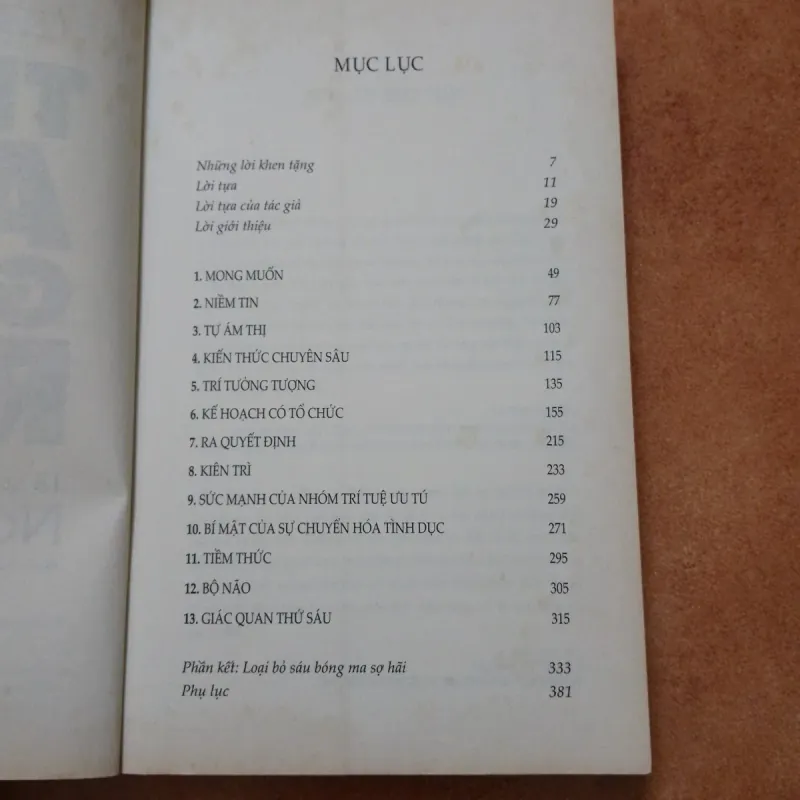 MỤC LỤC
Những lời khen tặng 7
Lời tựa 11
Lời tựa của tác giả 19
Lời giới thiệu 29
1. MONG MUỐN 49
2. NIỀM TIN 77
3. TỰ ÁM THỊ 103
4. KIẾN THỨC CHUYÊN SÂU 115
5. TRÍ TƯỞNG TƯỢNG 135
6. KẾ HOẠCH CÓ TỔ CHỨC 155
7. RA QUYẾT ĐỊNH 215
8. KIÊN TRÌ 233
9. SỨC MẠNH CỦA NHÓM TRÍ TUỆ ƯU TÚ 259
10. BÍ MẬT CỦA SỰ CHUYỂN HÓA TÌNH DỤC 271
11. TIỀM THỨC 295
12. BỘ NÃO 305
13. GIÁC QUAN THỨ SÁU 315
Phần kết: Loại bỏ sáu bóng ma sợ hãi 333
Phụ lục 381